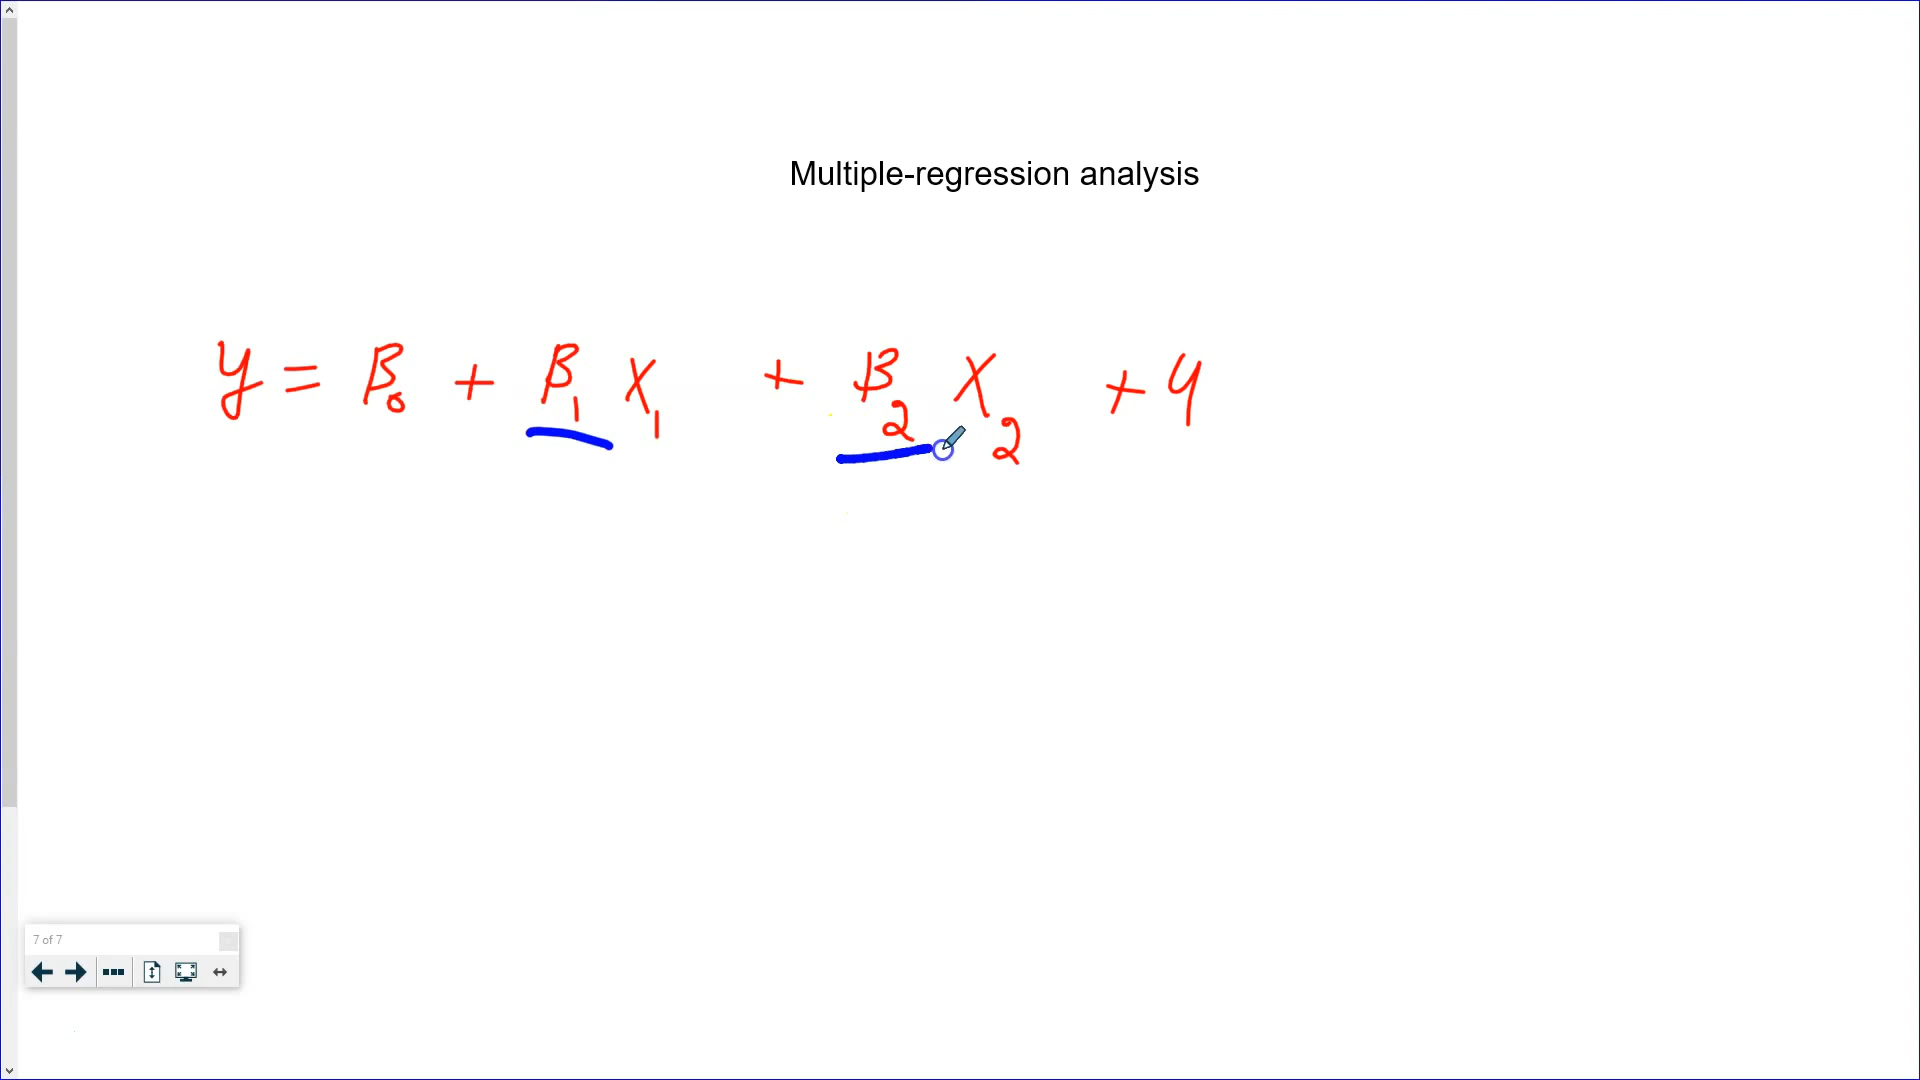 Multiple-regression analysis
y = β₀ + β₁ X₁ + β₂ X₂ + u
7 of 7